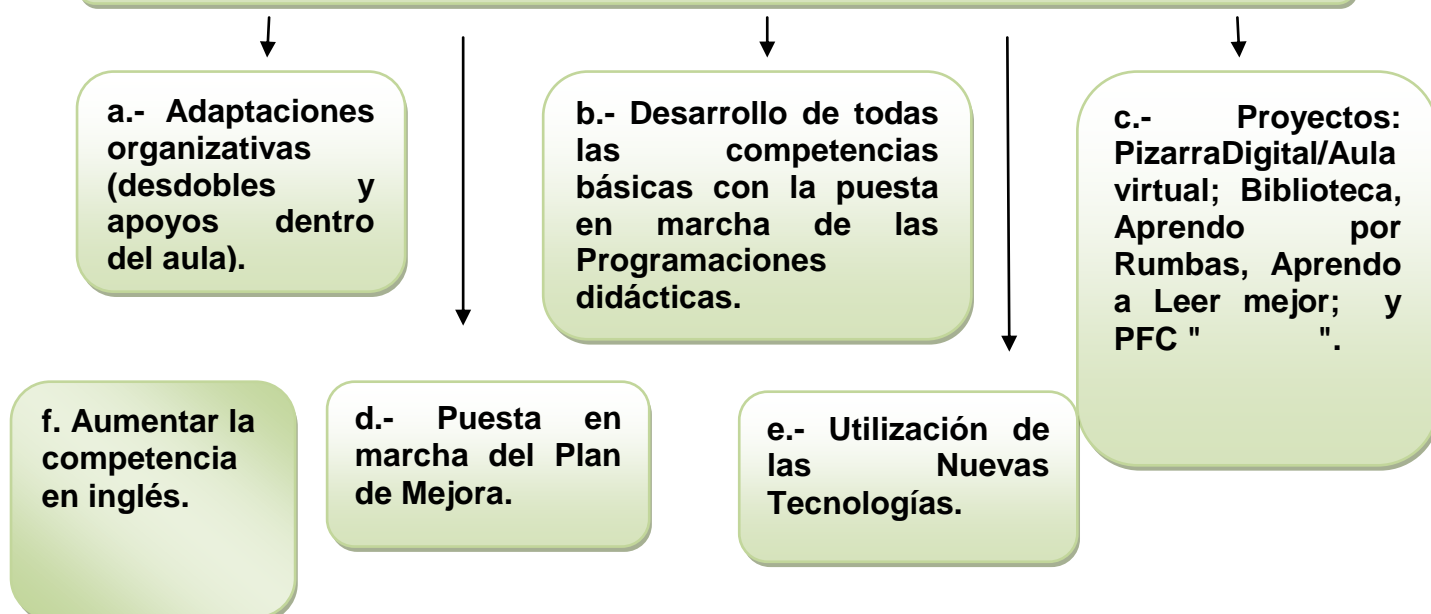 a.- Adaptaciones
organizativas
(desdobles y
apoyos dentro
del aula).
b.- Desarrollo de todas
las competencias
básicas con la puesta
en marcha de las
Programaciones
didácticas.
c.- Proyectos:
PizarraDigital/Aula
virtual; Biblioteca,
Aprendo por
Rumbas, Aprendo
a Leer mejor; y
PFC " ".
f. Aumentar la
competencia
en inglés.
d.- Puesta en
marcha del Plan
de Mejora.
e.- Utilización de
las Nuevas
Tecnologías.